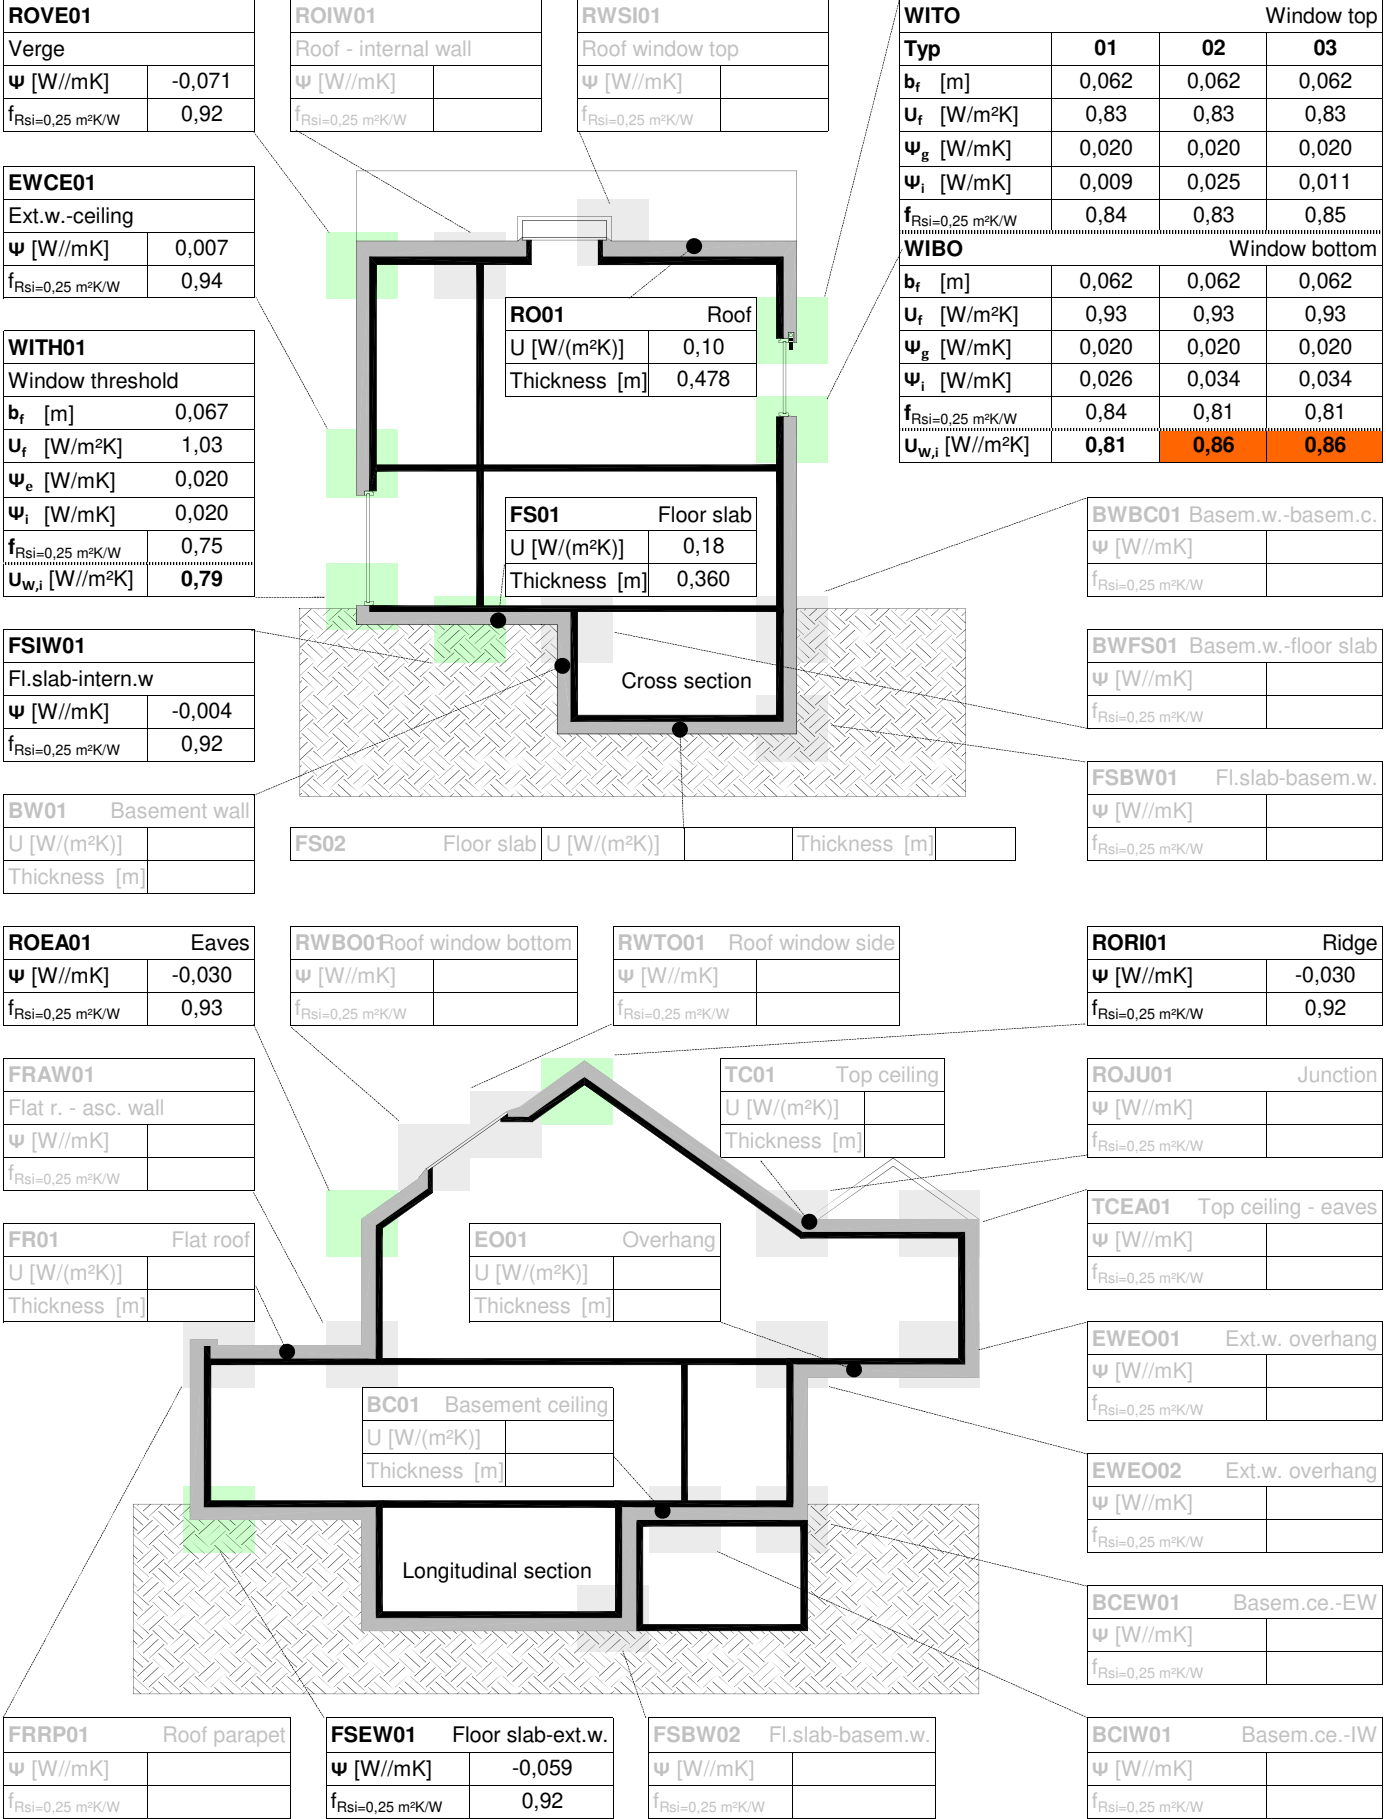 ROVE01
Verge
Ψ [W//mK] -0,071
fRsi=0,25 m²K/W 0,92
ROIW01
Roof - internal wall
Ψ [W//mK]
fRsi=0,25 m²K/W
RWSI01
Roof window top
Ψ [W//mK]
fRsi=0,25 m²K/W
WITO Window top
Typ 01 02 03
bf [m] 0,062 0,062 0,062
Uf [W/m²K] 0,83 0,83 0,83
Ψg [W/mK] 0,020 0,020 0,020
Ψi [W/mK] 0,009 0,025 0,011
fRsi=0,25 m²K/W 0,84 0,83 0,85
WIBO Window bottom
bf [m] 0,062 0,062 0,062
Uf [W/m²K] 0,93 0,93 0,93
Ψg [W/mK] 0,020 0,020 0,020
Ψi [W/mK] 0,026 0,034 0,034
fRsi=0,25 m²K/W 0,84 0,81 0,81
UW,i [W//m²K] 0,81 0,86 0,86
EWCE01
Ext.w.-ceiling
Ψ [W//mK] 0,007
fRsi=0,25 m²K/W 0,94
RO01 Roof
U [W/(m²K)] 0,10
Thickness [m] 0,478
WITH01
Window threshold
bf [m] 0,067
Uf [W/m²K] 1,03
Ψe [W/mK] 0,020
Ψi [W/mK] 0,020
fRsi=0,25 m²K/W 0,75
UW,i [W//m²K] 0,79
FS01 Floor slab
U [W/(m²K)] 0,18
Thickness [m] 0,360
BWBC01 Basem.w.-basem.c.
Ψ [W//mK]
fRsi=0,25 m²K/W
FSIW01
Fl.slab-intern.w
Ψ [W//mK] -0,004
fRsi=0,25 m²K/W 0,92
Cross section
BWFS01 Basem.w.-floor slab
Ψ [W//mK]
fRsi=0,25 m²K/W
FSBW01 Fl.slab-basem.w.
Ψ [W//mK]
fRsi=0,25 m²K/W
BW01 Basement wall
U [W/(m²K)]
Thickness [m]
FS02 Floor slab U [W/(m²K)] Thickness [m]
ROEA01 Eaves
Ψ [W//mK] -0,030
fRsi=0,25 m²K/W 0,93
RWBO01 Roof window bottom
Ψ [W//mK]
fRsi=0,25 m²K/W
RWTO01 Roof window side
Ψ [W//mK]
fRsi=0,25 m²K/W
RORI01 Ridge
Ψ [W//mK] -0,030
fRsi=0,25 m²K/W 0,92
FRAW01
Flat r. - asc. wall
Ψ [W//mK]
fRsi=0,25 m²K/W
TC01 Top ceiling
U [W/(m²K)]
Thickness [m]
ROJU01 Junction
Ψ [W//mK]
fRsi=0,25 m²K/W
FR01 Flat roof
U [W/(m²K)]
Thickness [m]
EO01 Overhang
U [W/(m²K)]
Thickness [m]
TCEA01 Top ceiling - eaves
Ψ [W//mK]
fRsi=0,25 m²K/W
EWEO01 Ext.w. overhang
Ψ [W//mK]
fRsi=0,25 m²K/W
BC01 Basement ceiling
U [W/(m²K)]
Thickness [m]
EWEO02 Ext.w. overhang
Ψ [W//mK]
fRsi=0,25 m²K/W
Longitudinal section
BCEW01 Basem.ce.-EW
Ψ [W//mK]
fRsi=0,25 m²K/W
FRRP01 Roof parapet
Ψ [W//mK]
fRsi=0,25 m²K/W
FSEW01 Floor slab-ext.w.
Ψ [W//mK] -0,059
fRsi=0,25 m²K/W 0,92
FSBW02 Fl.slab-basem.w.
Ψ [W//mK]
fRsi=0,25 m²K/W
BCIW01 Basem.ce.-IW
Ψ [W//mK]
fRsi=0,25 m²K/W